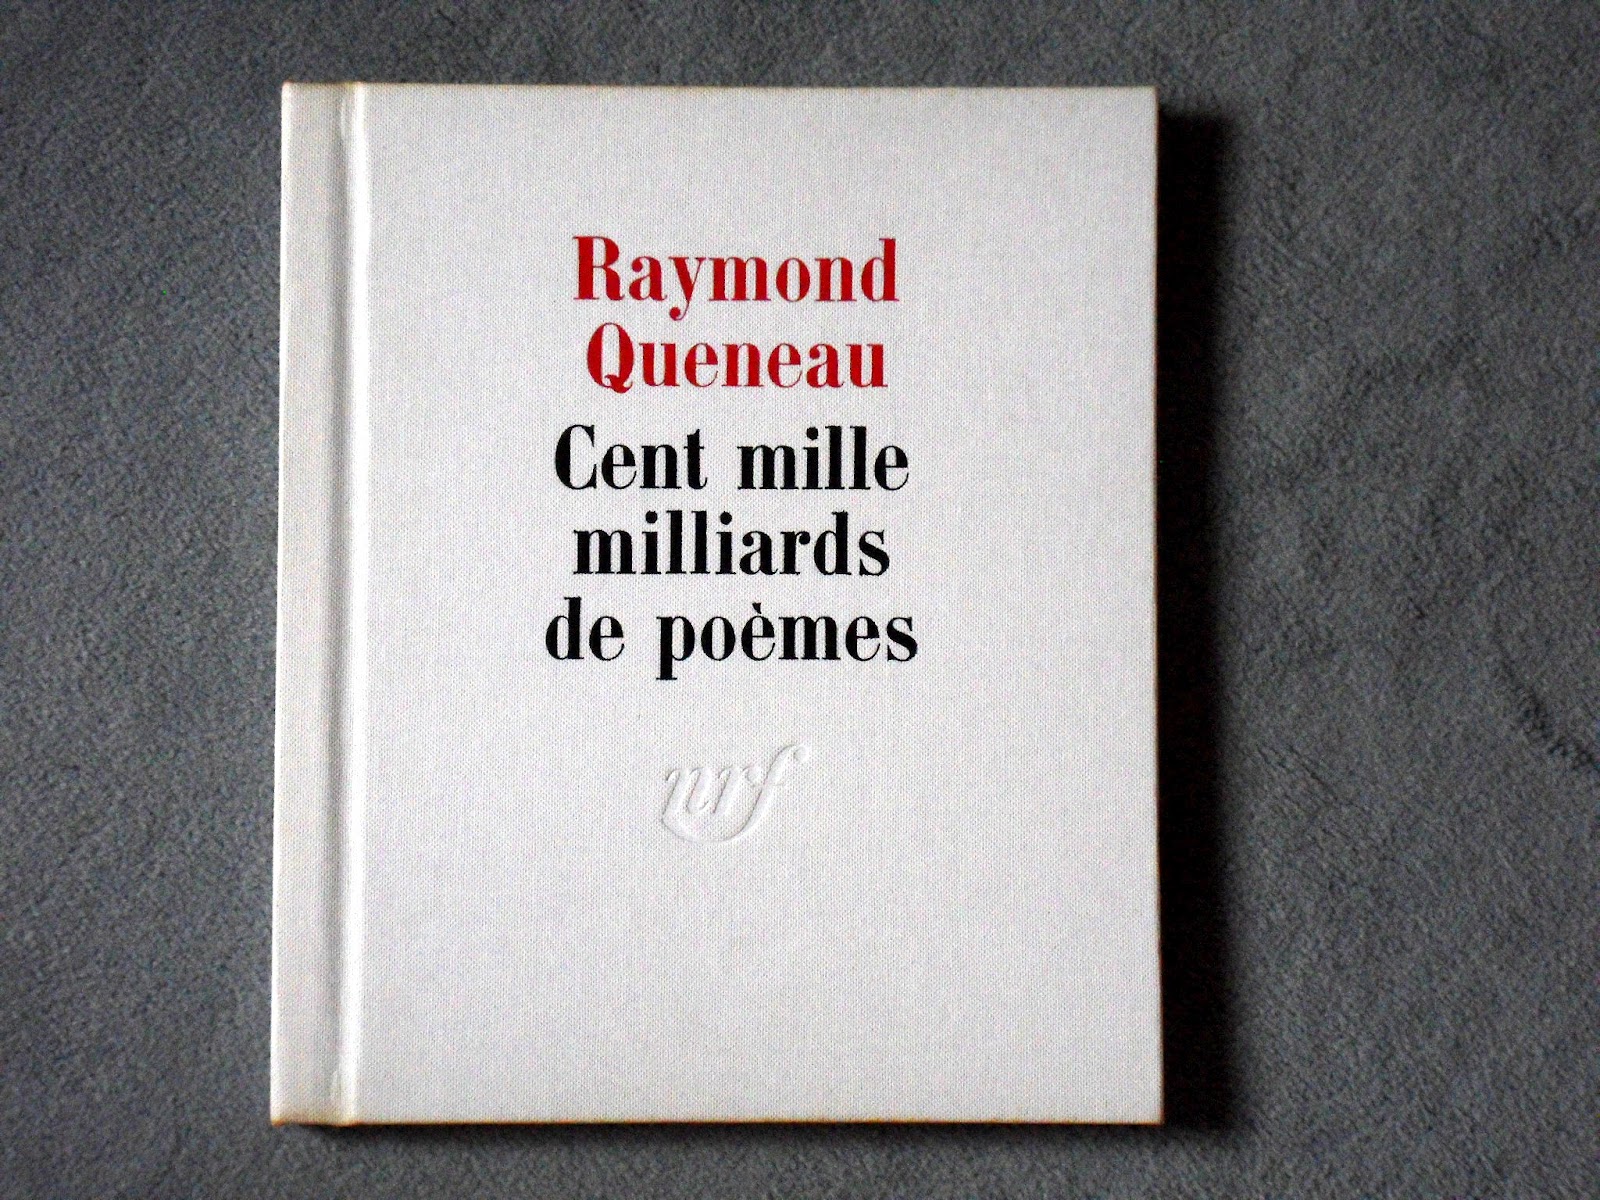 Raymond
Queneau
Cent mille
milliards
de poèmes
nrf